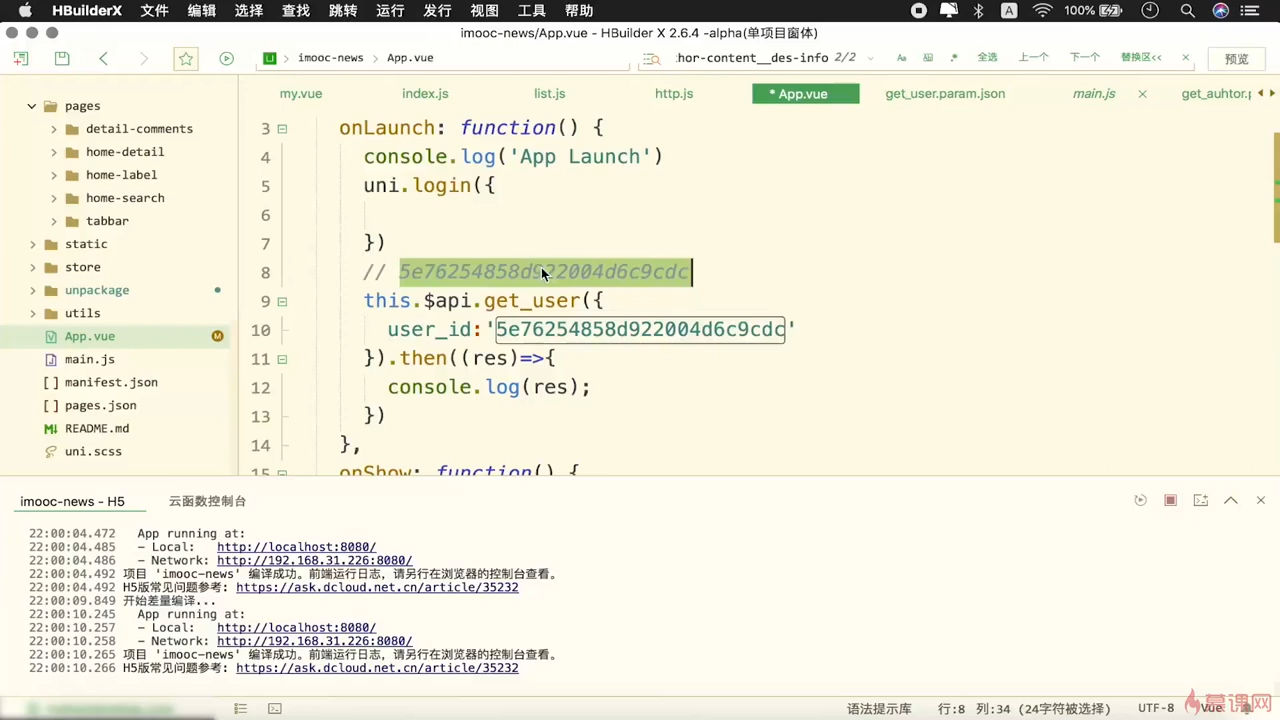 HBuilderX 文件 编辑 选择 查找 跳转 运行 发行 视图 工具 帮助 A 100%
imooc-news/App.vue - HBuilder X 2.6.4 -alpha(单项目窗体)
imooc-news App.vue :hor-content__des-info 2/2 Aa .* 全选 上一个 下一个 替换区<< 预览
my.vue index.js list.js http.js * App.vue get_user.param.json main.js get_auhtor.p
pages
detail-comments
home-detail
home-label
home-search
tabbar
static
store
unpackage
utils
App.vue M
main.js
[ ] manifest.json
[ ] pages.json
M↓ README.md
uni.scss
3 onLaunch: function() {
4 console.log('App Launch')
5 uni.login({
6
7 })
8 // 5e76254858d922004d6c9cdc
9 this.$api.get_user({
10 user_id:'5e76254858d922004d6c9cdc'
11 }).then((res)=>{
12 console.log(res);
13 })
14 },
15 onShow: function() {
imooc-news - H5 云函数控制台
22:00:04.472 App running at:
22:00:04.485 - Local: http://localhost:8080/
22:00:04.486 - Network: http://192.168.31.226:8080/
22:00:04.492 项目 'imooc-news' 编译成功。前端运行日志，请另行在浏览器的控制台查看。
22:00:04.492 H5版常见问题参考: https://ask.dcloud.net.cn/article/35232
22:00:09.849 开始差量编译...
22:00:10.245 App running at:
22:00:10.257 - Local: http://localhost:8080/
22:00:10.258 - Network: http://192.168.31.226:8080/
22:00:10.265 项目 'imooc-news' 编译成功。前端运行日志，请另行在浏览器的控制台查看。
22:00:10.266 H5版常见问题参考: https://ask.dcloud.net.cn/article/35232
语法提示库 行:8 列:34 (24字符被选择) UTF-8 Vue
慕课网